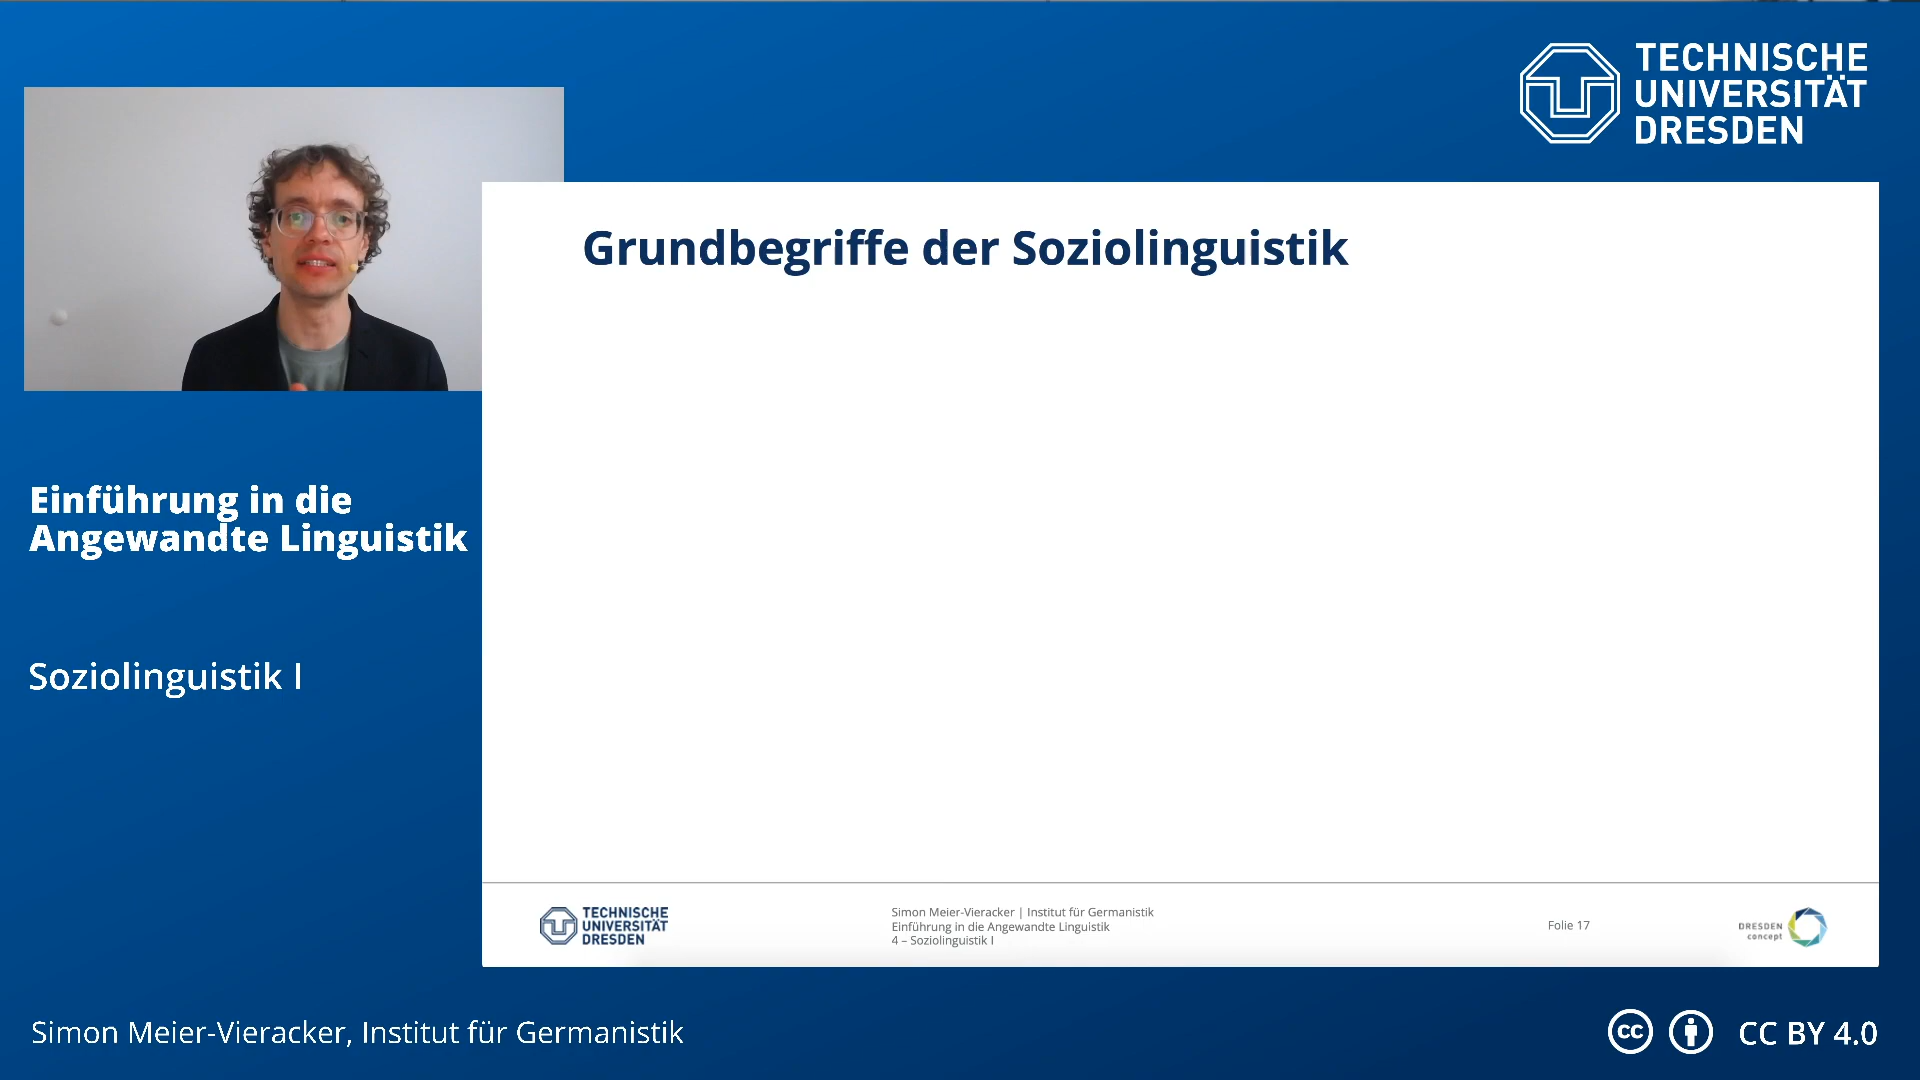 TECHNISCHE
UNIVERSITÄT
DRESDEN
Grundbegriffe der Soziolinguistik
Einführung in die
Angewandte Linguistik
Soziolinguistik I
TECHNISCHE
UNIVERSITÄT
DRESDEN
Simon Meier-Vieracker | Institut für Germanistik
Einführung in die Angewandte Linguistik
4 – Soziolinguistik I
Folie 17
DRESDEN
concept
Simon Meier-Vieracker, Institut für Germanistik
cc
CC BY 4.0